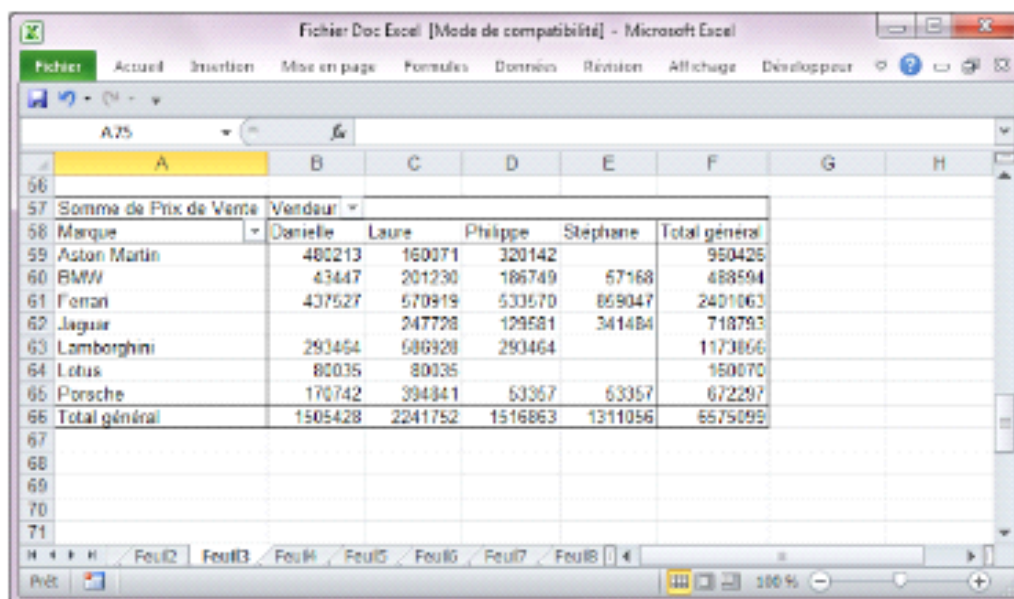 Fichier Doc Excel [Mode de compatibilité] - Microsoft Excel
Fichier Accueil Insertion Mise en page Formules Données Révision Affichage Développeur
A75 fx
A B C D E F G H
56
57 Somme de Prix de Vente Vendeur
58 Marque Danielle Laure Philippe Stéphane Total général
59 Aston Martin 480213 160071 320142 960426
60 BMW 43447 201230 186749 57168 488594
61 Ferrari 437527 570919 533570 859047 2401063
62 Jaguar 247728 129581 341484 718793
63 Lamborghini 293464 586928 293464 1173856
64 Lotus 80035 80035 160070
65 Porsche 170742 394841 53357 53357 672297
66 Total général 1505428 2241752 1516863 1311056 6575099
67
68
69
70
71
Feuil2 Feuil3 Feuil4 Feuil5 Feuil6 Feuil7 Feuil8
Prêt 100 %